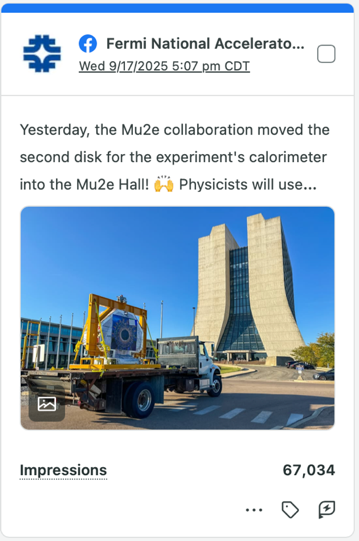 Fermi National Accelerato...
Wed 9/17/2025 5:07 pm CDT
Yesterday, the Mu2e collaboration moved the
second disk for the experiment's calorimeter
into the Mu2e Hall! 🙌 Physicists will use...
Impressions 67,034